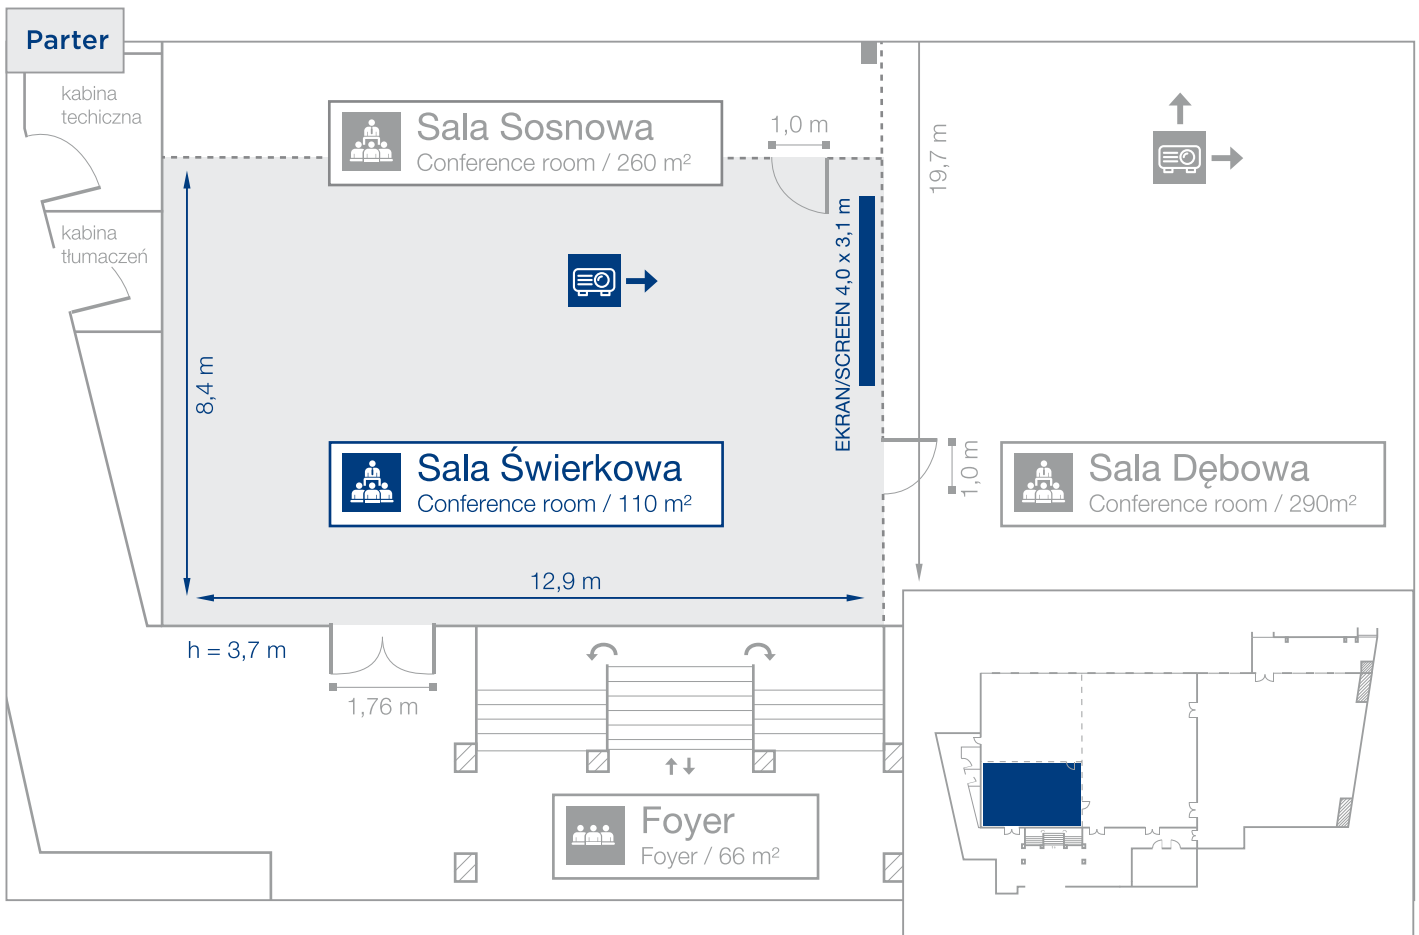 Parter
kabina
techiczna
Sala Sosnowa
Conference room / 260 m²
1,0 m
19,7 m
kabina
tłumaczeń
EKRAN/SCREEN 4,0 x 3,1 m
8,4 m
Sala Świerkowa
Conference room / 110 m²
1,0 m
Sala Dębowa
Conference room / 290m²
12,9 m
h = 3,7 m
1,76 m
Foyer
Foyer / 66 m²